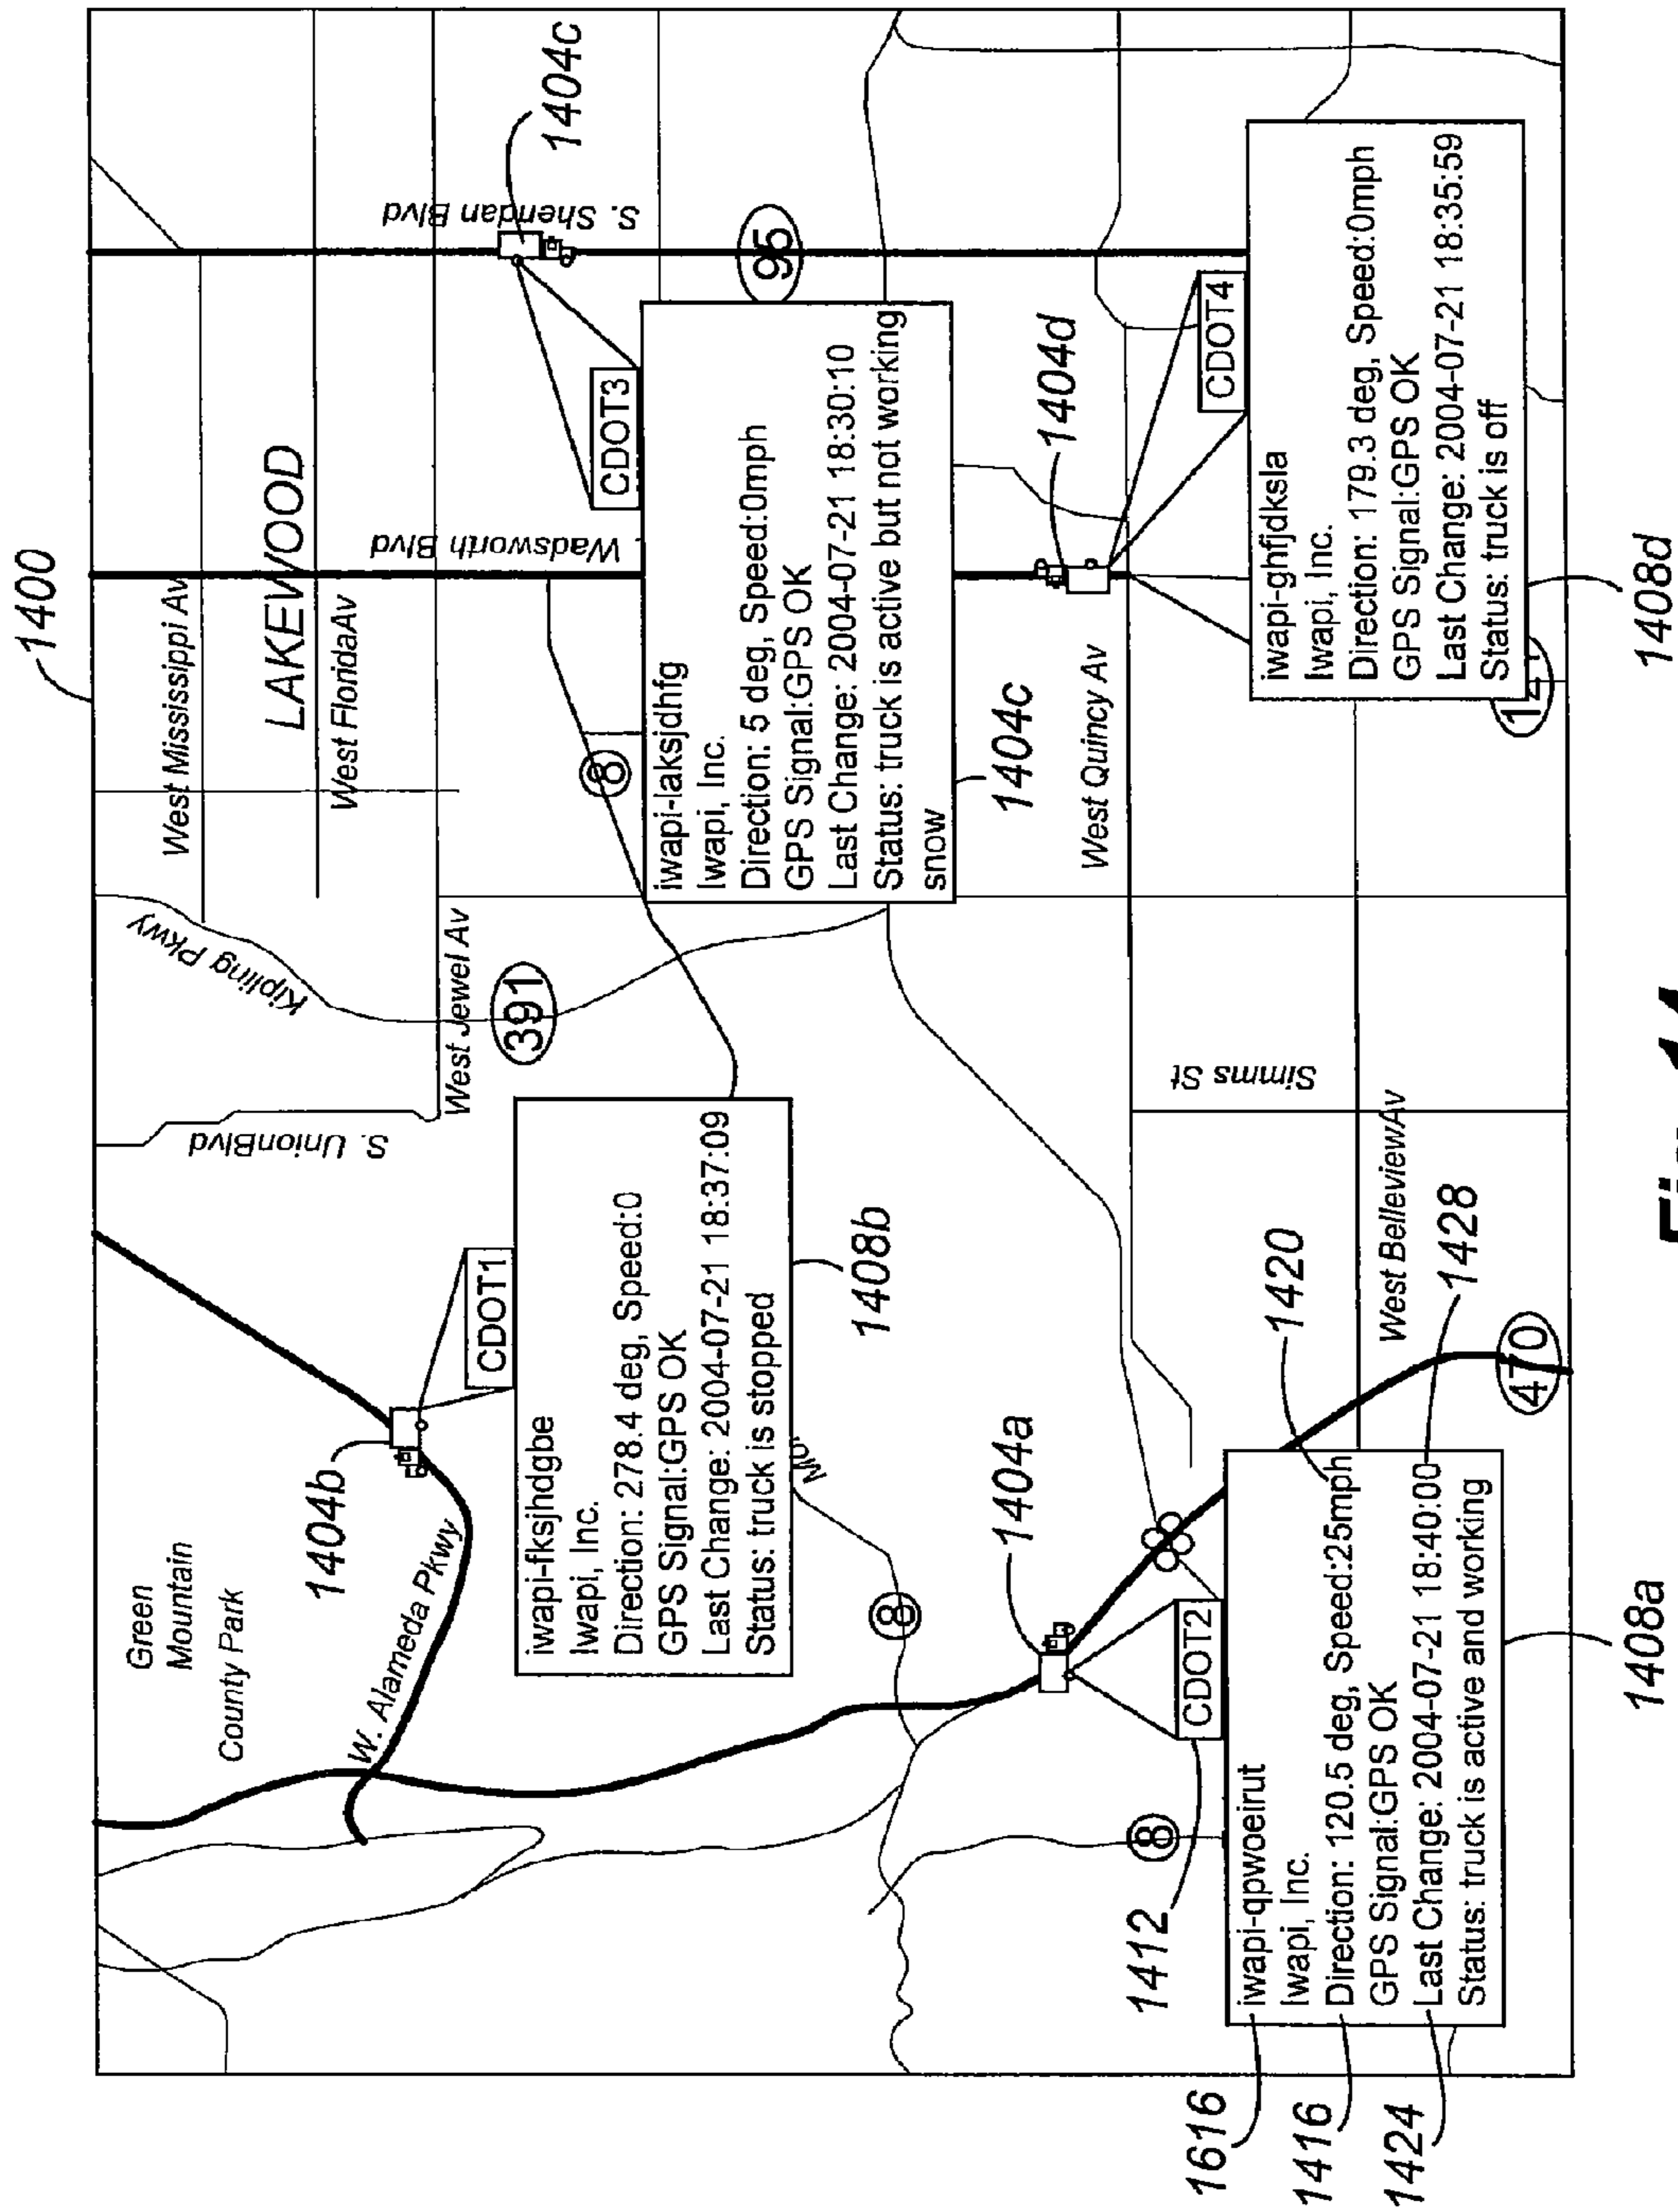 1400
Green
Mountain
County Park
W. Alameda Pkwy
1404b
S. UnionBlvd
Kipling Pkwy
West Mississippi Av
LAKEWOOD
West FloridaAv
West Jewel Av
391
8
Wadsworth Blvd
S. Sheridan Blvd
1404c
95
CDOT1
iwapi-fksjhdgbe
Iwapi, Inc.
Direction: 278.4 deg, Speed:0
GPS Signal:GPS OK
Last Change: 2004-07-21 18:37:09
Status: truck is stopped
1408b
CDOT3
iwapi-laksjdhfg
Iwapi, Inc.
Direction: 5 deg, Speed:0mph
GPS Signal:GPS OK
Last Change: 2004-07-21 18:30:10
Status: truck is active but not working
snow
1404c
8
1404a
8
1404d
West Quincy Av
Simms St
West BelleviewAv
470
1412
CDOT2
1616
iwapi-qpwoeirut
Iwapi, Inc.
1416
Direction: 120.5 deg, Speed:25mph
1420
GPS Signal:GPS OK
1424
Last Change: 2004-07-21 18:40:00
1428
Status: truck is active and working
1408a
CDOT4
iwapi-ghfjdksla
Iwapi, Inc.
Direction: 179.3 deg, Speed:0mph
GPS Signal:GPS OK
Last Change: 2004-07-21 18:35:59
Status: truck is off
1408d